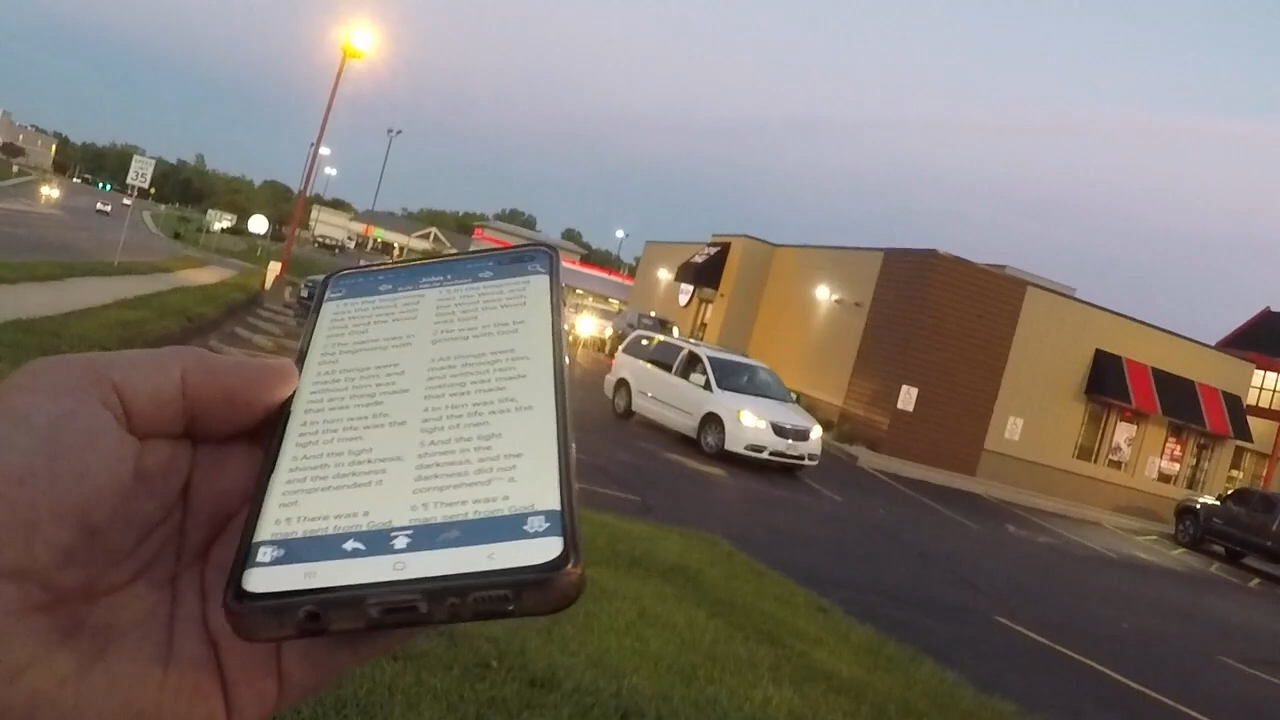 SPEED
LIMIT
35
John 1
1 ¶ In the beginning
was the Word, and
the Word was with
God, and the Word
was God.
2 The same was in
the beginning with
God.
3 All things were
made by him; and
without him was
not any thing made
that was made.
4 In him was life;
and the life was the
light of men.
5 And the light
shineth in darkness;
and the darkness
comprehended it
not.
6 ¶ There was a
man sent from God,
1 ¶ In the beginning
was the Word, and
the Word was with
God, and the Word
was God.
2 He was in the be
ginning with God.
3 All things were
made through Him,
and without Him
nothing was made
that was made.
4 In Him was life,
and the life was the
light of men.
5 And the light
shines in the
darkness, and the
darkness did not
comprehend it.
6 ¶ There was a
man sent from God,